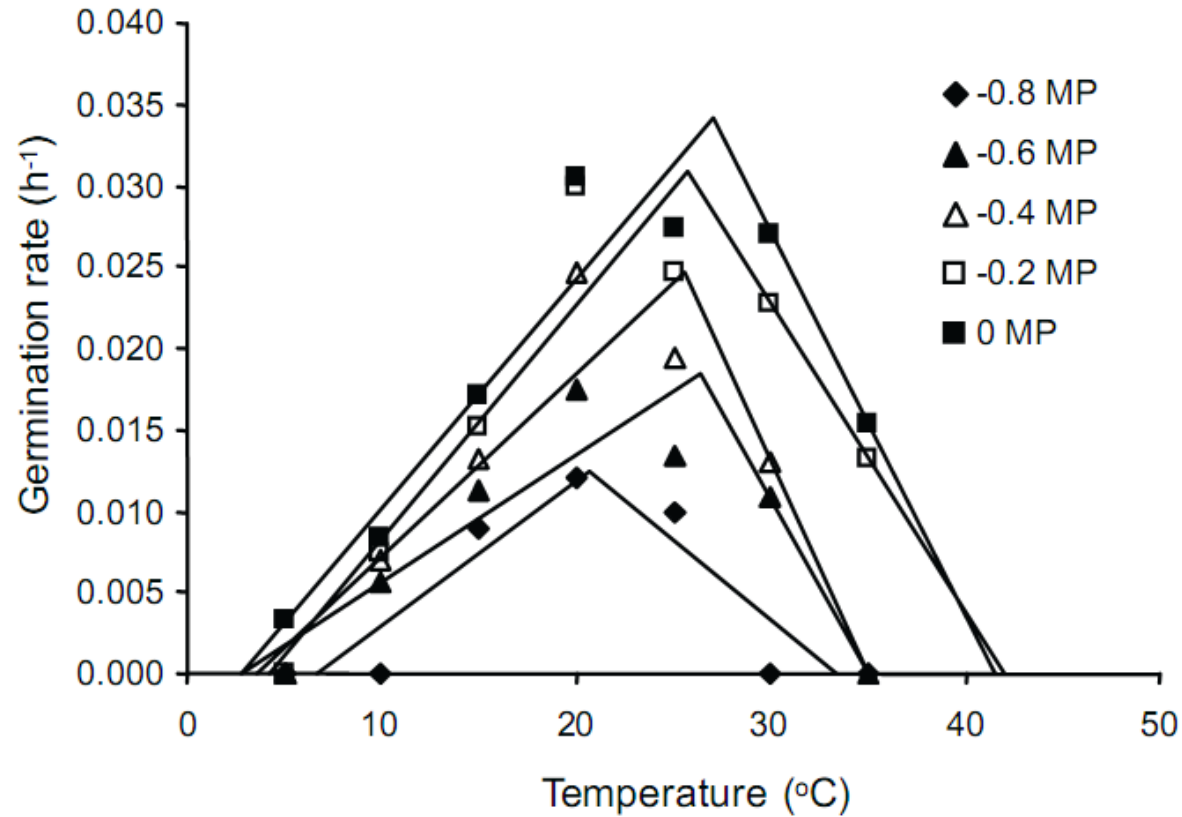 Germination rate (h-1)
0.040
0.035
0.030
0.025
0.020
0.015
0.010
0.005
0.000
0 10 20 30 40 50
Temperature (oC)
-0.8 MP
-0.6 MP
-0.4 MP
-0.2 MP
0 MP